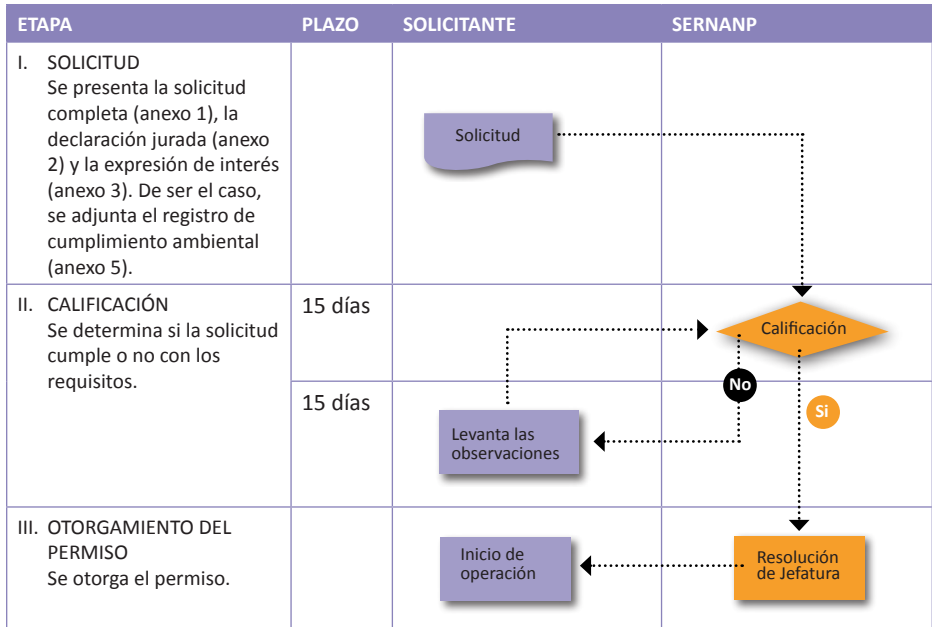 ETAPA PLAZO SOLICITANTE SERNANP
I. SOLICITUD
Se presenta la solicitud
completa (anexo 1), la
declaración jurada (anexo
2) y la expresión de interés
(anexo 3). De ser el caso,
se adjunta el registro de
cumplimiento ambiental
(anexo 5).
Solicitud
II. CALIFICACIÓN
Se determina si la solicitud
cumple o no con los
requisitos.
15 días
Calificación
No
Si
15 días
Levanta las
observaciones
III. OTORGAMIENTO DEL
PERMISO
Se otorga el permiso.
Inicio de
operación
Resolución
de Jefatura